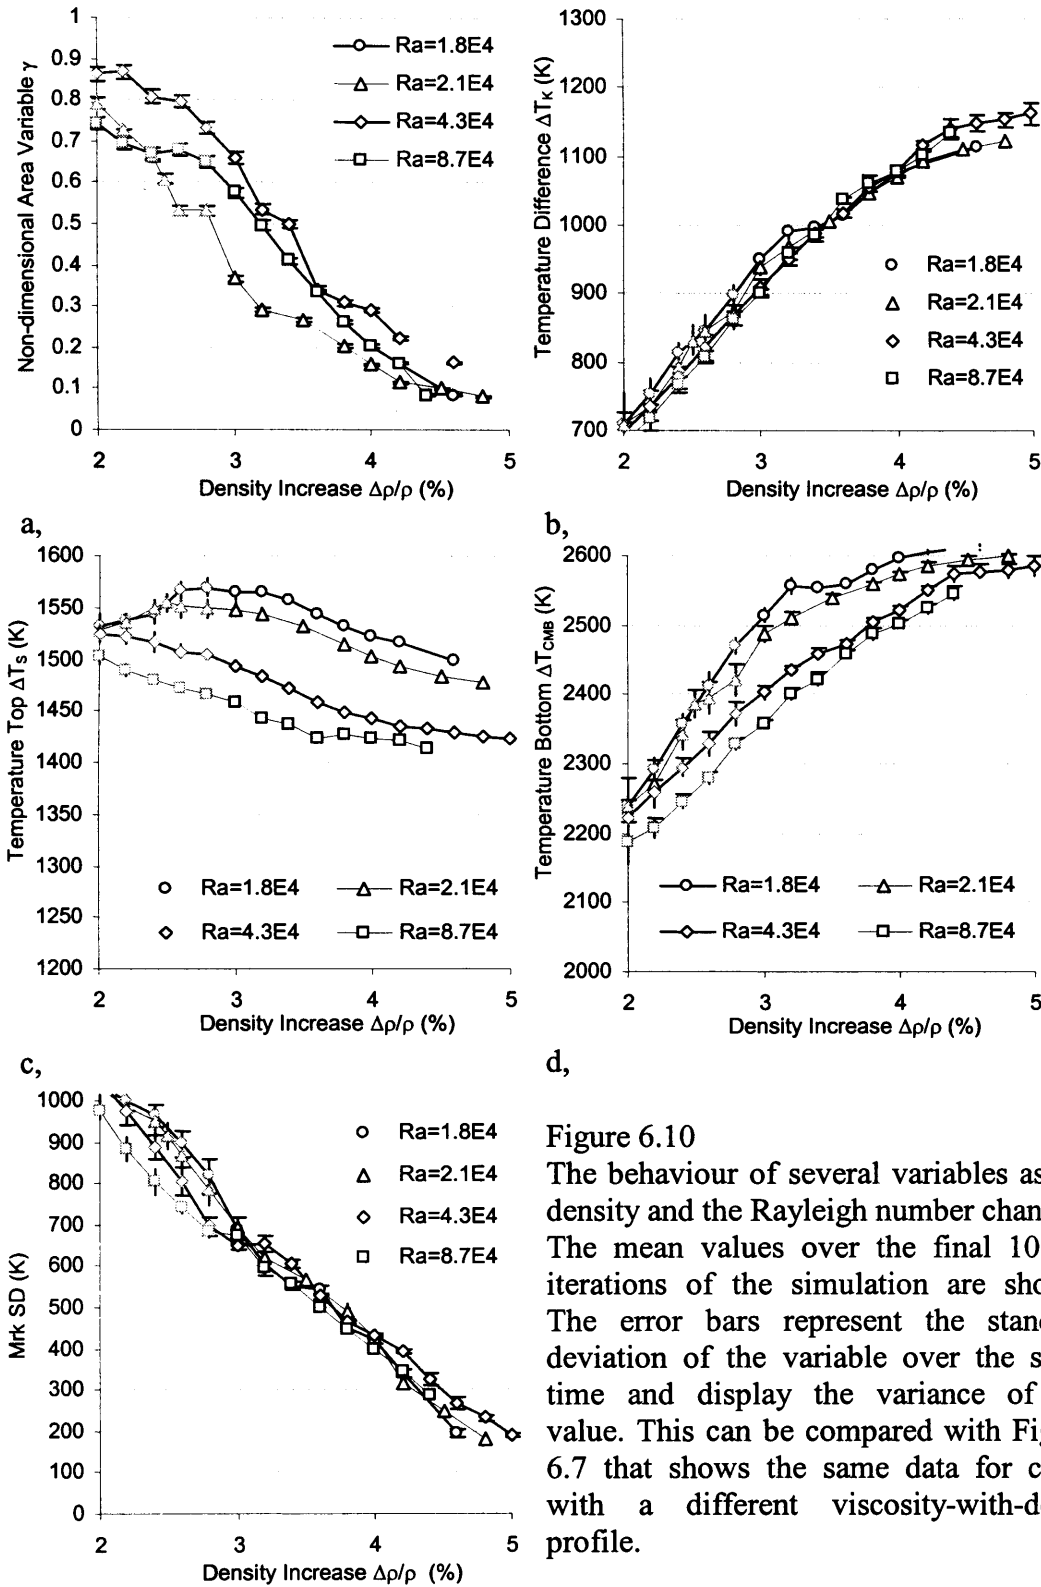 Non-dimensional Area Variable γ
1
0.9
0.8
0.7
0.6
0.5
0.4
0.3
0.2
0.1
0
Ra=1.8E4
Ra=2.1E4
Ra=4.3E4
Ra=8.7E4
2 3 4 5
Density Increase Δρ/ρ (%)
a,
Temperature Difference ΔT_K (K)
1300
1200
1100
1000
900
800
700
Ra=1.8E4
Ra=2.1E4
Ra=4.3E4
Ra=8.7E4
2 3 4 5
Density Increase Δρ/ρ (%)
b,
Temperature Top ΔT_S (K)
1600
1550
1500
1450
1400
1350
1300
1250
1200
Ra=1.8E4 Ra=2.1E4
Ra=4.3E4 Ra=8.7E4
2 3 4 5
Density Increase Δρ/ρ (%)
c,
Temperature Bottom ΔT_CMB (K)
2600
2500
2400
2300
2200
2100
2000
Ra=1.8E4 Ra=2.1E4
Ra=4.3E4 Ra=8.7E4
2 3 4 5
Density Increase Δρ/ρ (%)
d,
Mrk SD (K)
1000
900
800
700
600
500
400
300
200
100
0
Ra=1.8E4
Ra=2.1E4
Ra=4.3E4
Ra=8.7E4
2 3 4 5
Density Increase Δρ/ρ (%)
Figure 6.10
The behaviour of several variables as
density and the Rayleigh number chan
The mean values over the final 10
iterations of the simulation are sho
The error bars represent the stan
deviation of the variable over the s
time and display the variance of
value. This can be compared with Fig
6.7 that shows the same data for c
with a different viscosity-with-d
profile.